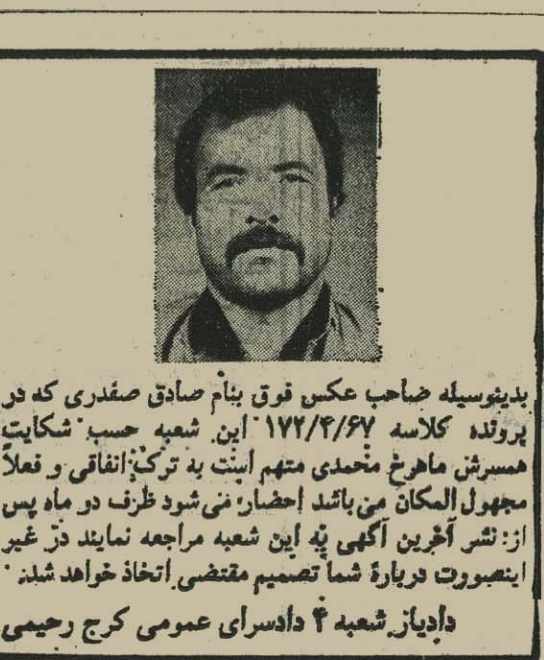 بدینوسیله صاحب عکس فوق بنام صادق صفدری که در
پرونده کلاسه ۱۷۲/۴/۶۷ این شعبه حسب شکایت
همسرش ماهرخ محمدی متهم است به ترک انفاقی و فعلاً
مجهول المکان می باشد احضار می شود ظرف دو ماه پس
از نشر آخرین آگهی به این شعبه مراجعه نمایند در غیر
اینصورت دربارهٔ شما تصمیم مقتضی اتخاذ خواهد شد.
دادیار شعبه ۴ دادسرای عمومی کرج رحیمی